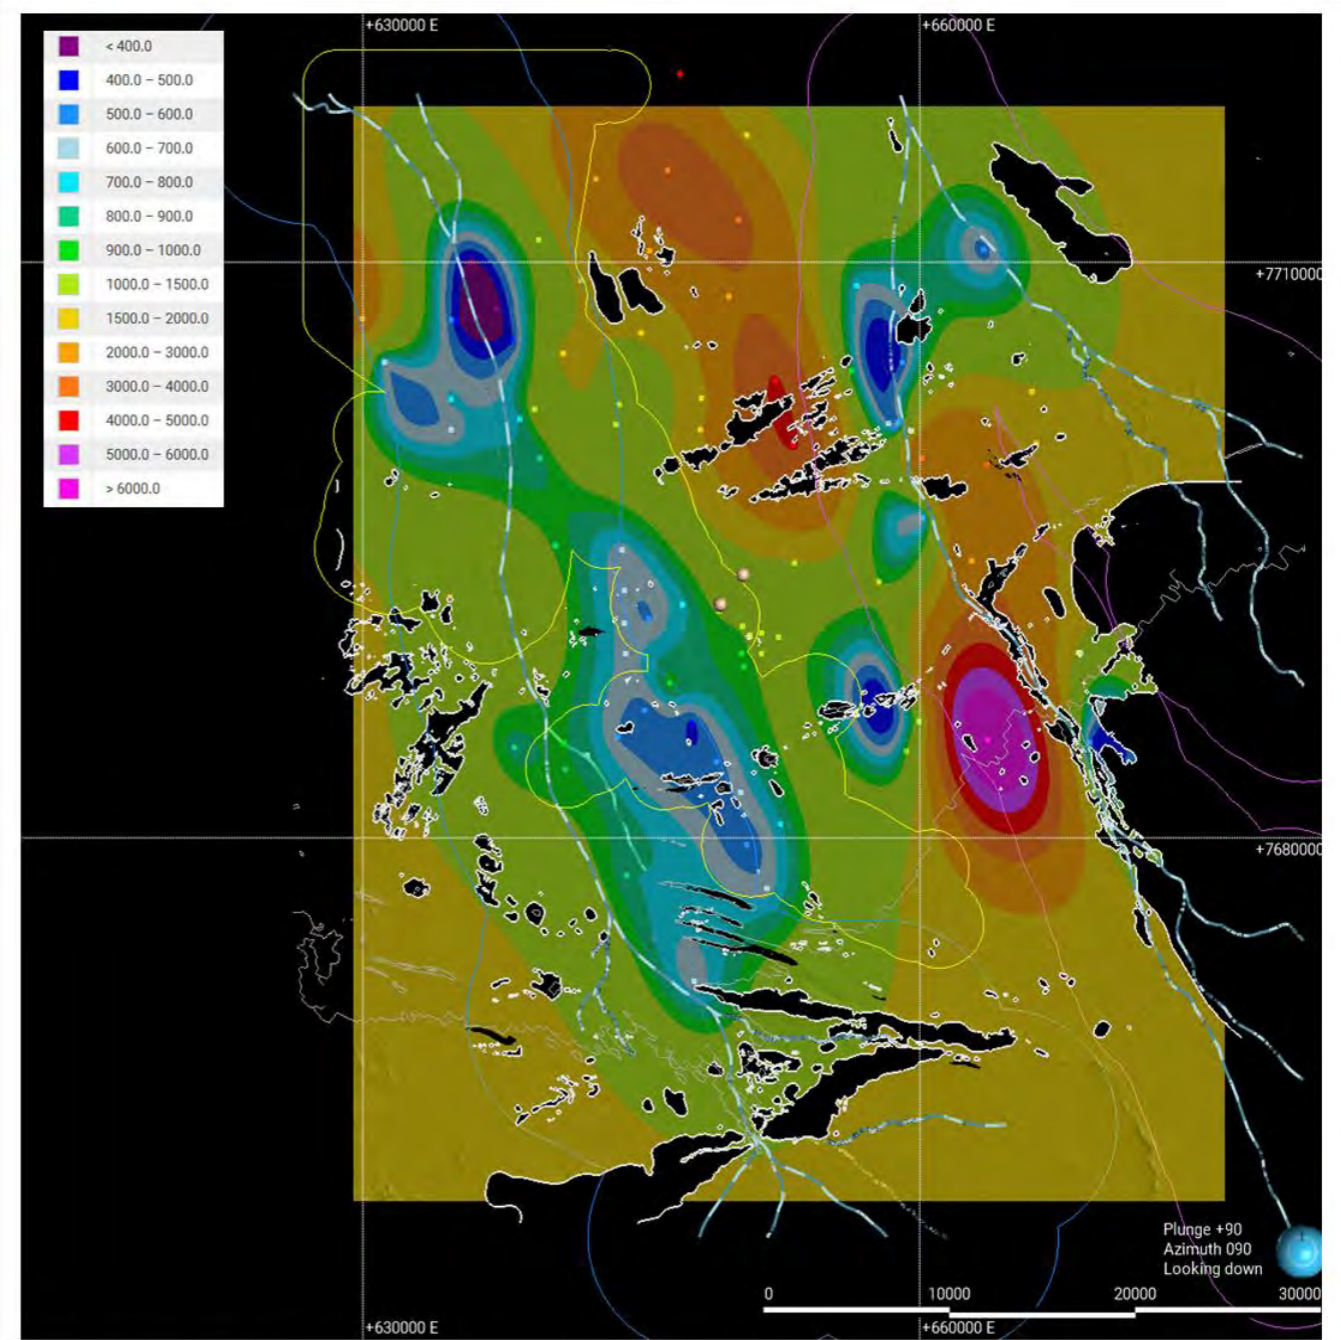 +630000 E
+660000 E
< 400.0
400.0 – 500.0
500.0 – 600.0
600.0 – 700.0
700.0 – 800.0
800.0 – 900.0
900.0 – 1000.0
1000.0 – 1500.0
1500.0 – 2000.0
2000.0 – 3000.0
3000.0 – 4000.0
4000.0 – 5000.0
5000.0 – 6000.0
> 6000.0
+7710000
+7680000
Plunge +90
Azimuth 090
Looking down
0 10000 20000 30000
+630000 E
+660000 E